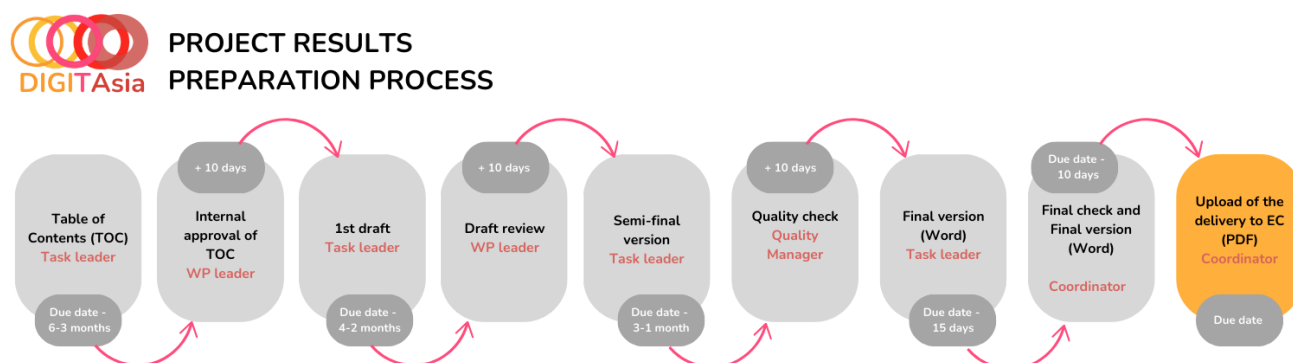 DIGITAsia
PROJECT RESULTS
PREPARATION PROCESS
Table of
Contents (TOC)
Task leader
Due date -
6-3 months
+ 10 days
Internal
approval of
TOC
WP leader
1st draft
Task leader
Due date -
4-2 months
+ 10 days
Draft review
WP leader
Semi-final
version
Task leader
Due date -
3-1 month
+ 10 days
Quality check
Quality
Manager
Final version
(Word)
Task leader
Due date -
15 days
Due date -
10 days
Final check and
Final version
(Word)
Coordinator
Upload of the
delivery to EC
(PDF)
Coordinator
Due date